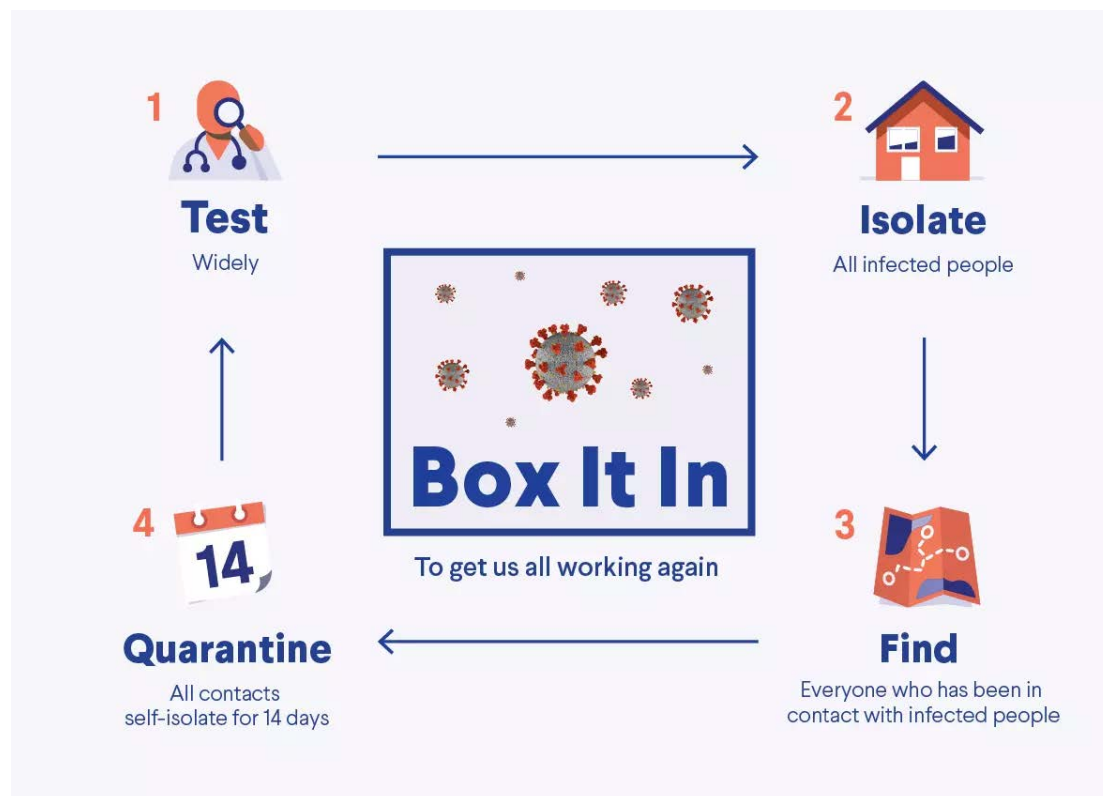 1
Test
Widely
2
Isolate
All infected people
Box It In
To get us all working again
4
14
Quarantine
All contacts
self-isolate for 14 days
3
Find
Everyone who has been in
contact with infected people